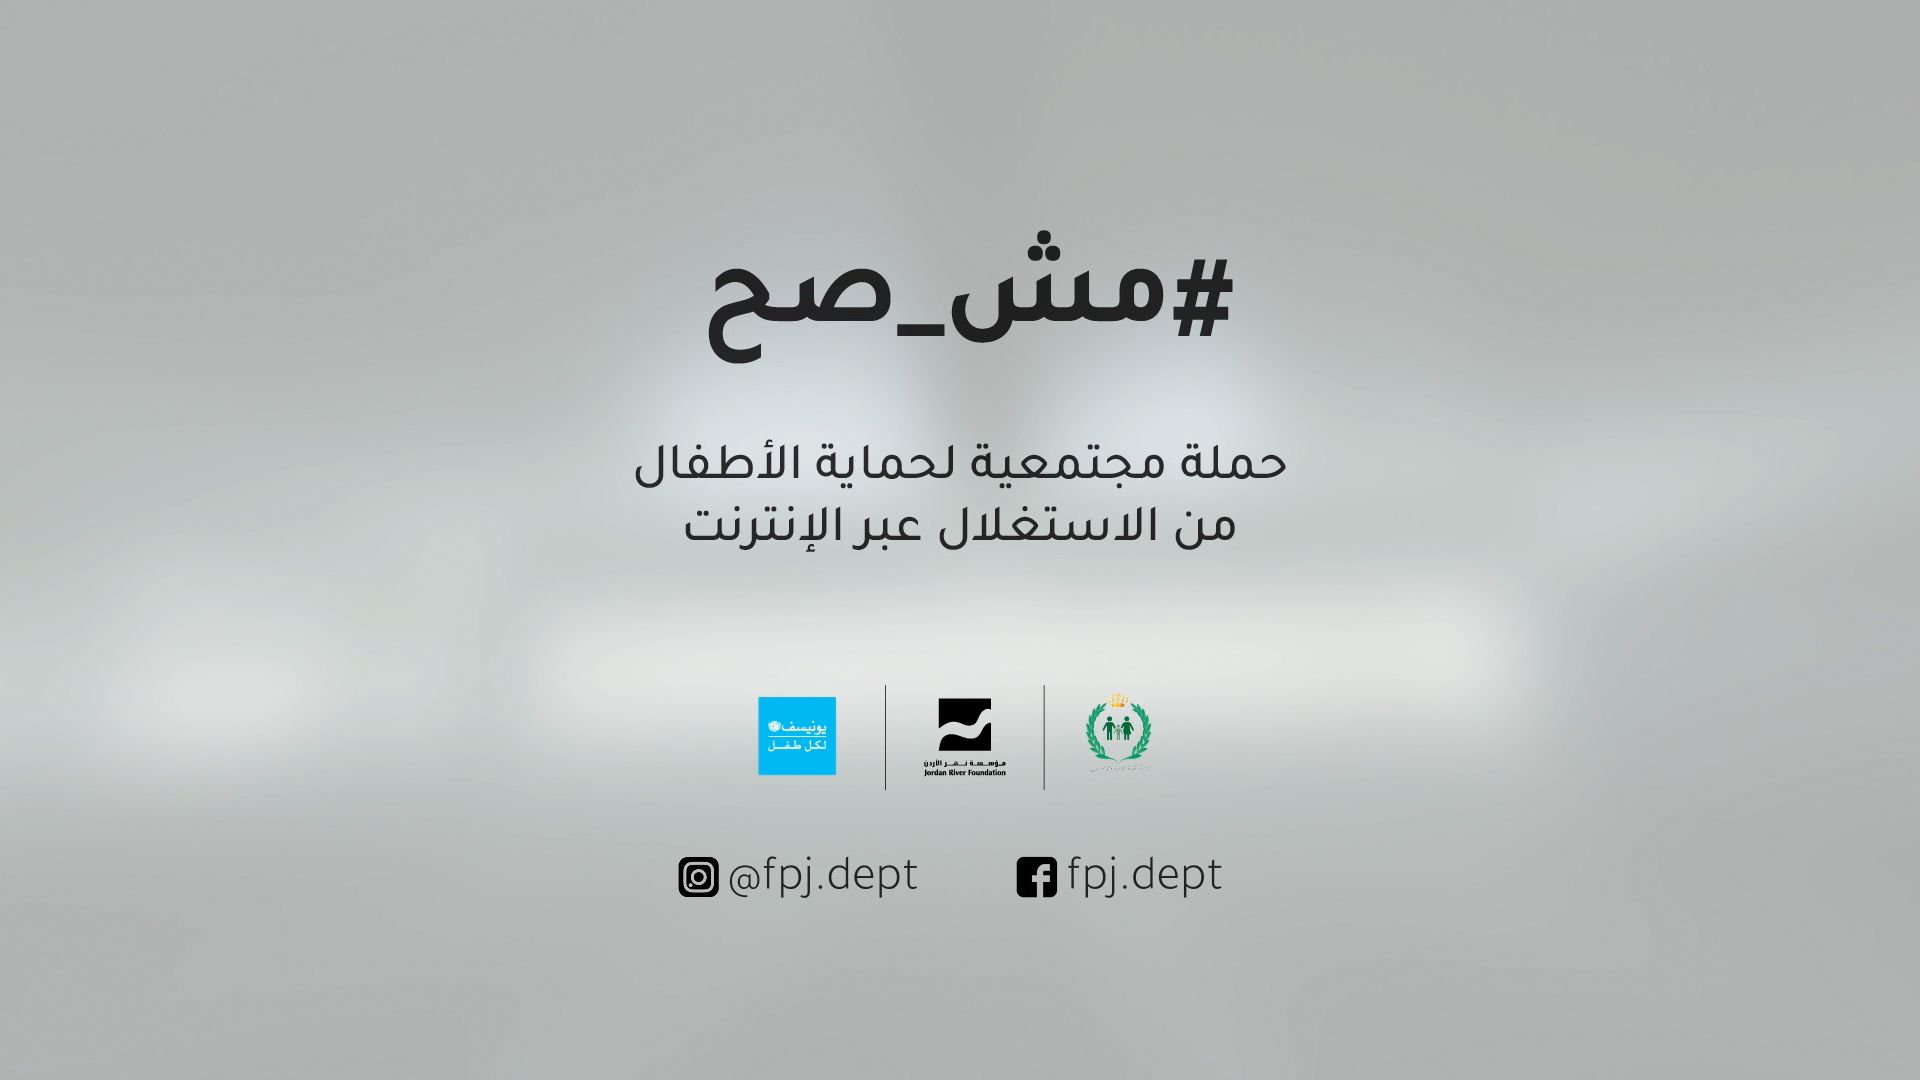 #مش_صح
حملة مجتمعية لحماية الأطفال
من الاستغلال عبر الإنترنت
يونيسف
لكل طفل
مؤسسة نهر الأردن
Jordan River Foundation
@fpj.dept
fpj.dept